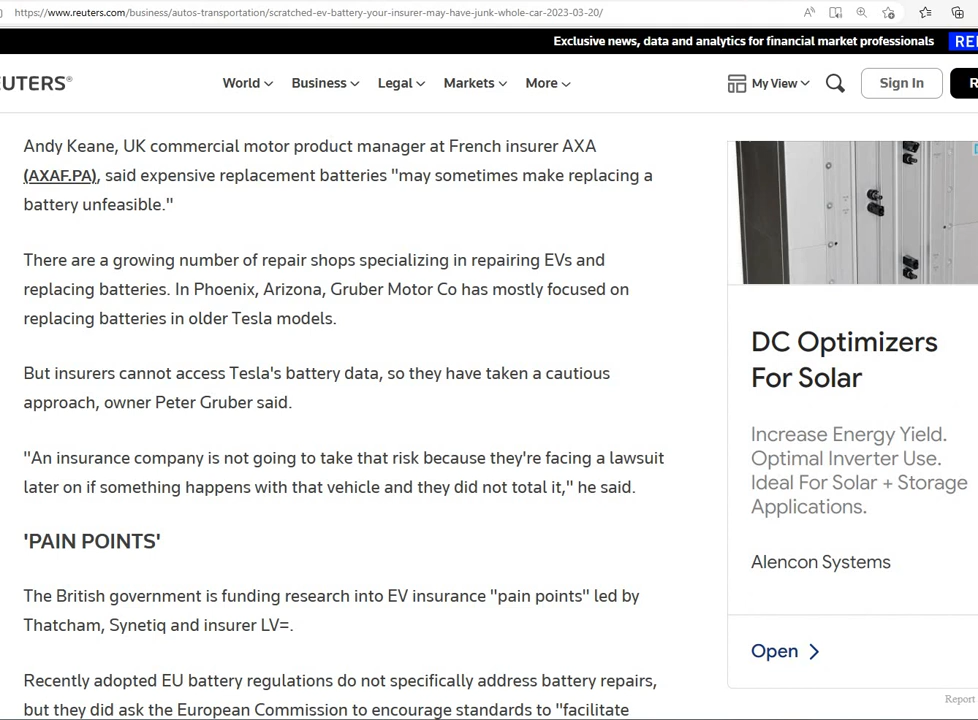 https://www.reuters.com/business/autos-transportation/scratched-ev-battery-your-insurer-may-have-junk-whole-car-2023-03-20/
Exclusive news, data and analytics for financial market professionals
REUTERS®
World
Business
Legal
Markets
More
My View
Sign In
R
Andy Keane, UK commercial motor product manager at French insurer AXA
(AXAF.PA), said expensive replacement batteries "may sometimes make replacing a
battery unfeasible."
There are a growing number of repair shops specializing in repairing EVs and
replacing batteries. In Phoenix, Arizona, Gruber Motor Co has mostly focused on
replacing batteries in older Tesla models.
But insurers cannot access Tesla's battery data, so they have taken a cautious
approach, owner Peter Gruber said.
"An insurance company is not going to take that risk because they're facing a lawsuit
later on if something happens with that vehicle and they did not total it," he said.
'PAIN POINTS'
The British government is funding research into EV insurance "pain points" led by
Thatcham, Synetiq and insurer LV=.
Recently adopted EU battery regulations do not specifically address battery repairs,
but they did ask the European Commission to encourage standards to "facilitate
DC Optimizers
For Solar
Increase Energy Yield.
Optimal Inverter Use.
Ideal For Solar + Storage
Applications.
Alencon Systems
Open
Report